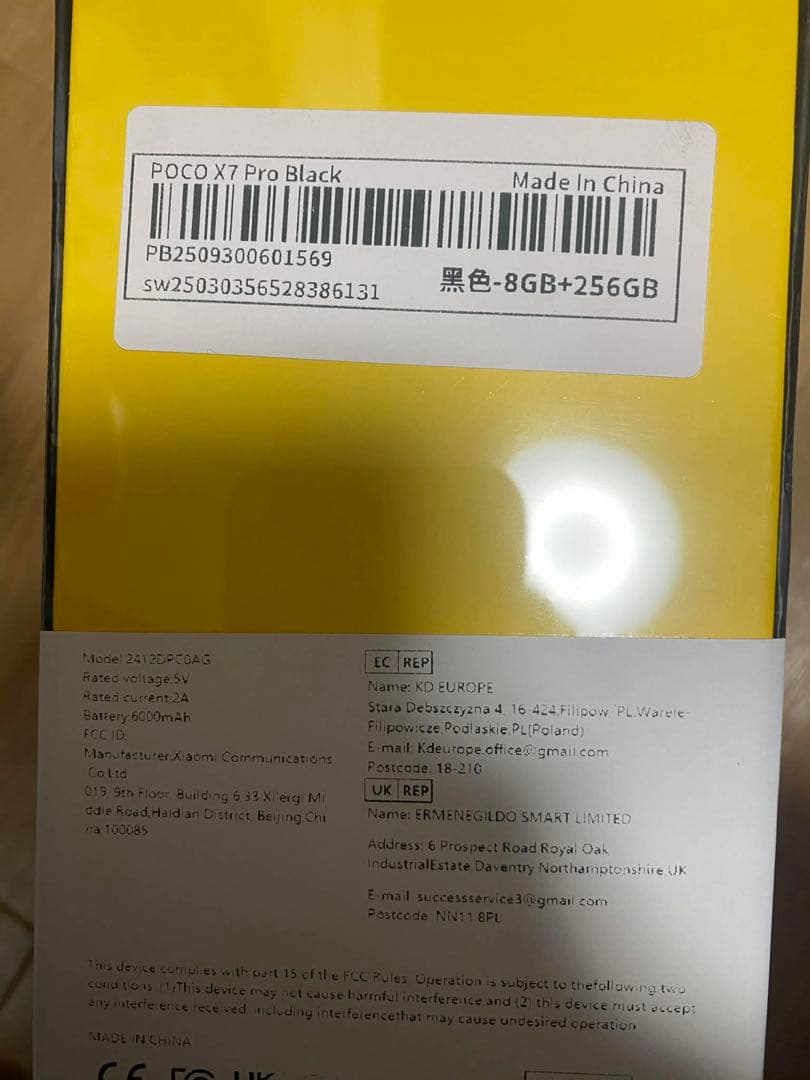 POCO X7 Pro Black
Made In China
PB2509300601569
sw25030356528386131
黑色-8GB+256GB
Model 2412DPC0AG
Rated voltage:5V
Rated current:2A
Battery:6000mAh
FCC ID:
Manufacturer:Xiaomi Communications
Co Ltd
019, 9th Floor, Building 6,33 Xi'ergi Mi
ddle Road,Haidian District, Beijing,Chi
na,100085
EC REP
Name: KD EUROPE
Stara Debszczyzna 4, 16-424,Filipow, PL,Warele-
Filipowicze,Podlaskie,PL(Poland)
E-mail: Kdeurope.office@gmail.com
Postcode: 18-210
UK REP
Name: ERMENEGILDO SMART LIMITED
Address: 6 Prospect Road,Royal Oak
IndustrialEstate,Daventry Northamptonshire,UK
E-mail: successservice3@gmail.com
Postcode: NN11 8PL
This device complies with part 15 of the FCC Rules. Operation is subject to thefollowing two
conditions: (1)This device may not cause harmful interference,and (2) this device must accept
any interference received, including interferencethat may cause undesired operation
MADE IN CHINA
CE FC UK